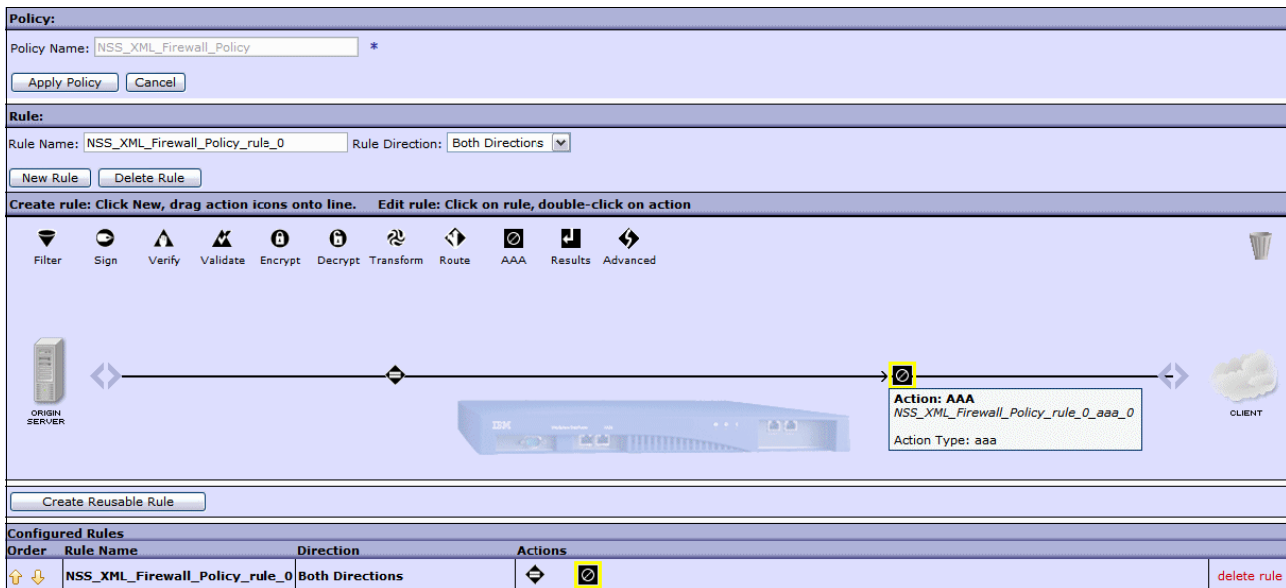 Policy:
Policy Name: NSS_XML_Firewall_Policy *
Apply Policy Cancel
Rule:
Rule Name: NSS_XML_Firewall_Policy_rule_0 Rule Direction: Both Directions
New Rule Delete Rule
Create rule: Click New, drag action icons onto line. Edit rule: Click on rule, double-click on action
Filter Sign Verify Validate Encrypt Decrypt Transform Route AAA Results Advanced
ORIGIN SERVER
IBM
Action: AAA
NSS_XML_Firewall_Policy_rule_0_aaa_0
Action Type: aaa
CLIENT
Create Reusable Rule
Configured Rules
Order Rule Name Direction Actions
NSS_XML_Firewall_Policy_rule_0 Both Directions delete rule